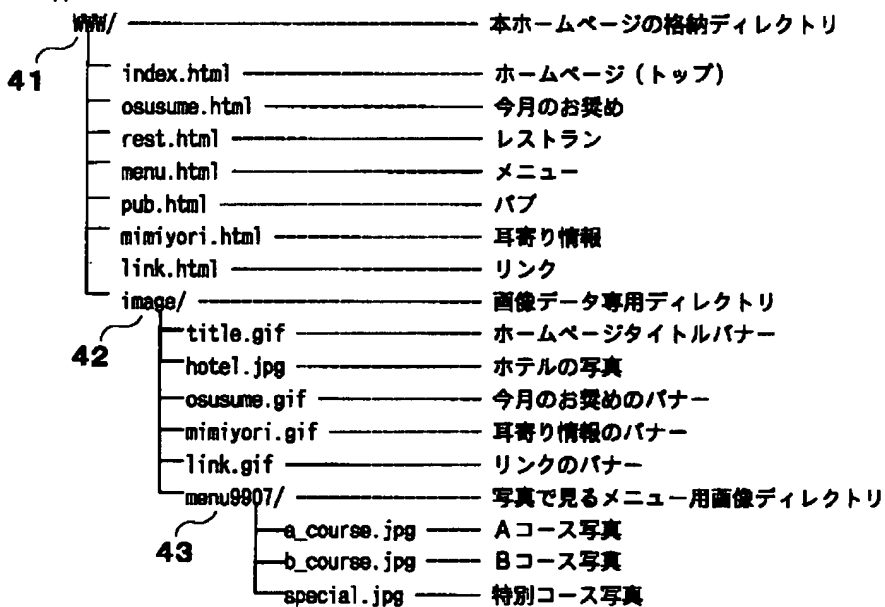 WWW/ 本ホームページの格納ディレクトリ
41
index.html ホームページ(トップ)
osusume.html 今月のお奨め
rest.html レストラン
menu.html メニュー
pub.html パブ
mimiyori.html 耳寄り情報
link.html リンク
image/ 画像データ専用ディレクトリ
42
title.gif ホームページタイトルバナー
hotel.jpg ホテルの写真
osusume.gif 今月のお奨めのバナー
mimiyori.gif 耳寄り情報のバナー
link.gif リンクのバナー
menu9907/ 写真で見るメニュー用画像ディレクトリ
43
a_course.jpg Aコース写真
b_course.jpg Bコース写真
special.jpg 特別コース写真